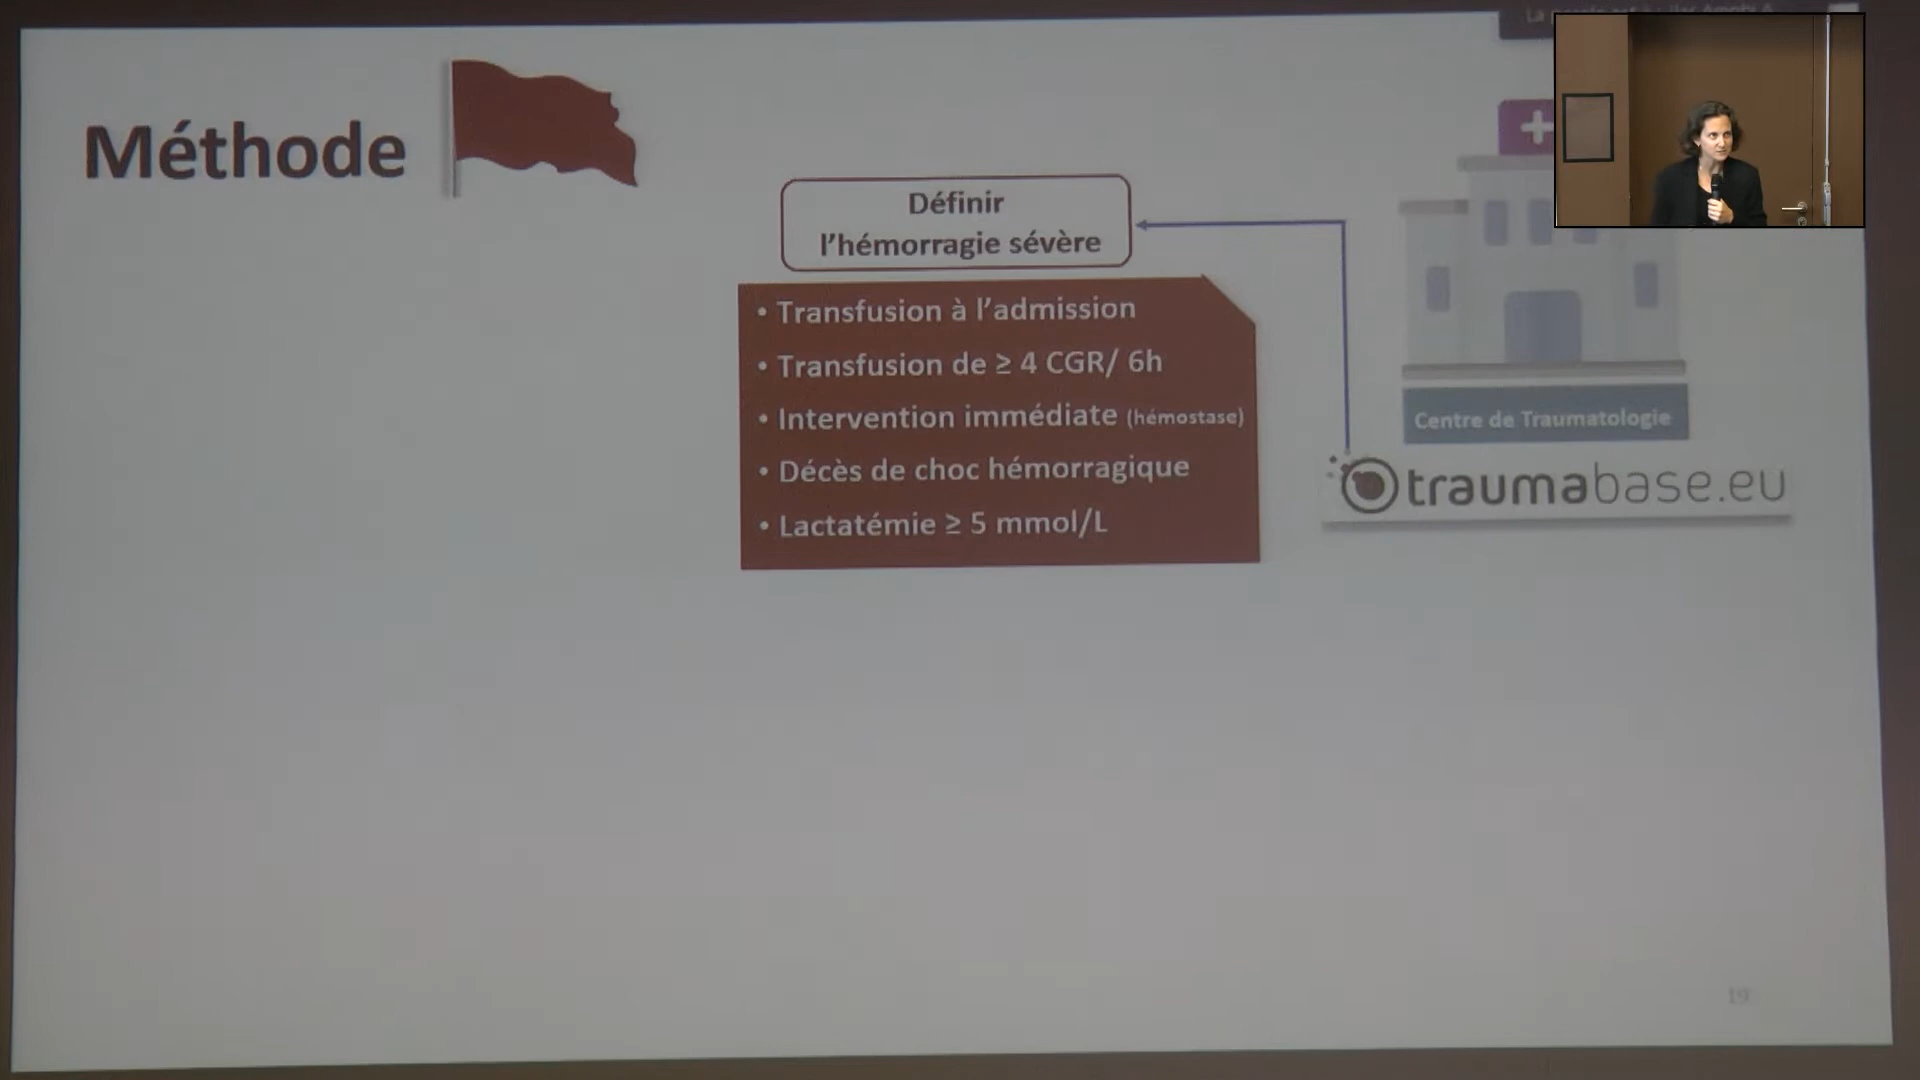 Méthode
Définir
l'hémorragie sévère
• Transfusion à l'admission
• Transfusion de ≥ 4 CGR/ 6h
• Intervention immédiate (hémostase)
• Décès de choc hémorragique
• Lactatémie ≥ 5 mmol/L
Centre de Traumatologie
traumabase.eu
19